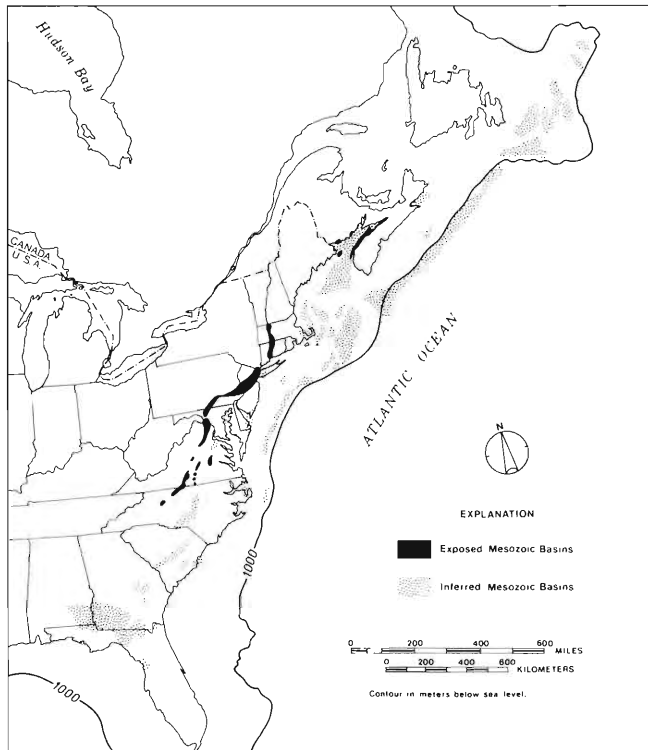 Hudson Bay
CANADA
U.S.A.
ATLANTIC OCEAN
N
EXPLANATION
Exposed Mesozoic Basins
Inferred Mesozoic Basins
1000
0 200 400 600 MILES
0 200 400 600 KILOMETERS
1000
Contour in meters below sea level.